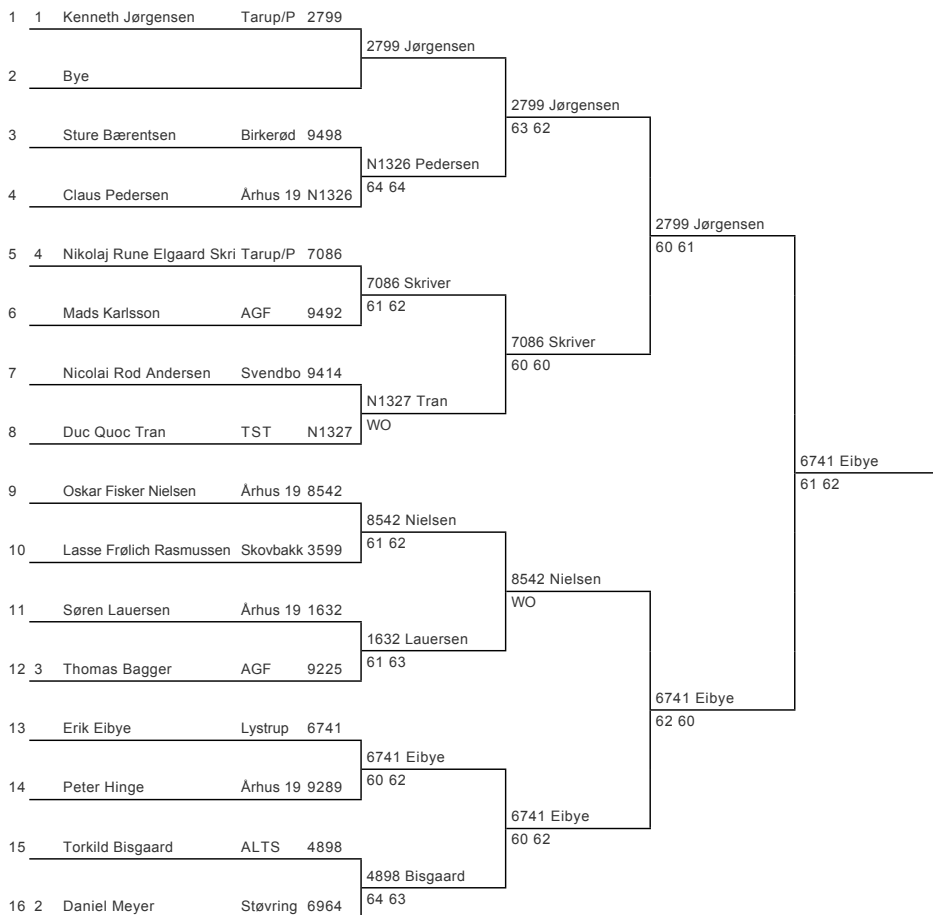 1 1 Kenneth Jørgensen Tarup/P 2799
2799 Jørgensen
2 Bye
2799 Jørgensen
63 62
3 Sture Bærentsen Birkerød 9498
N1326 Pedersen
64 64
4 Claus Pedersen Århus 19 N1326
2799 Jørgensen
60 61
5 4 Nikolaj Rune Elgaard Skri Tarup/P 7086
7086 Skriver
61 62
6 Mads Karlsson AGF 9492
7086 Skriver
60 60
7 Nicolai Rod Andersen Svendbo 9414
N1327 Tran
WO
8 Duc Quoc Tran TST N1327
6741 Eibye
61 62
9 Oskar Fisker Nielsen Århus 19 8542
8542 Nielsen
61 62
10 Lasse Frølich Rasmussen Skovbakk 3599
8542 Nielsen
WO
11 Søren Lauersen Århus 19 1632
1632 Lauersen
61 63
12 3 Thomas Bagger AGF 9225
6741 Eibye
62 60
13 Erik Eibye Lystrup 6741
6741 Eibye
60 62
14 Peter Hinge Århus 19 9289
6741 Eibye
60 62
15 Torkild Bisgaard ALTS 4898
4898 Bisgaard
64 63
16 2 Daniel Meyer Støvring 6964